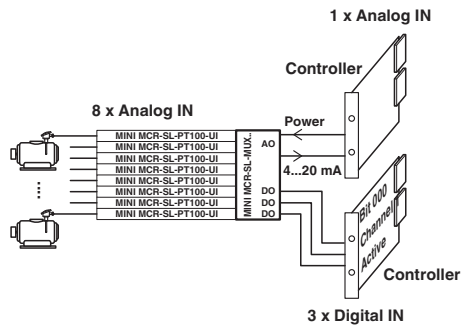 1 x Analog IN
Controller
8 x Analog IN
Power
MINI MCR-SL-PT100-UI
MINI MCR-SL-PT100-UI
MINI MCR-SL-PT100-UI
MINI MCR-SL-PT100-UI
MINI MCR-SL-PT100-UI
MINI MCR-SL-PT100-UI
MINI MCR-SL-PT100-UI
MINI MCR-SL-PT100-UI
MINI MCR-SL-MUX..
AO
4...20 mA
DO
DO
DO
Bit 000
Channel
Active
Controller
3 x Digital IN